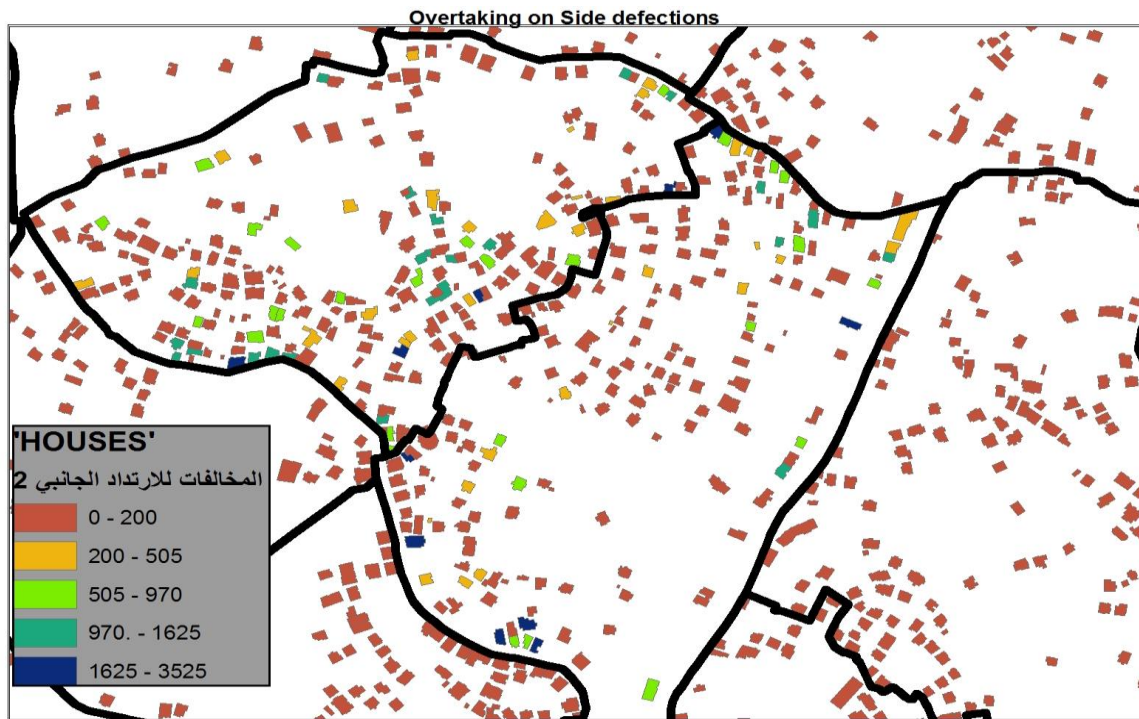 Overtaking on Side defections
'HOUSES'
المخالفات للارتداد الجانبي 2
0 - 200
200 - 505
505 - 970
970. - 1625
1625 - 3525